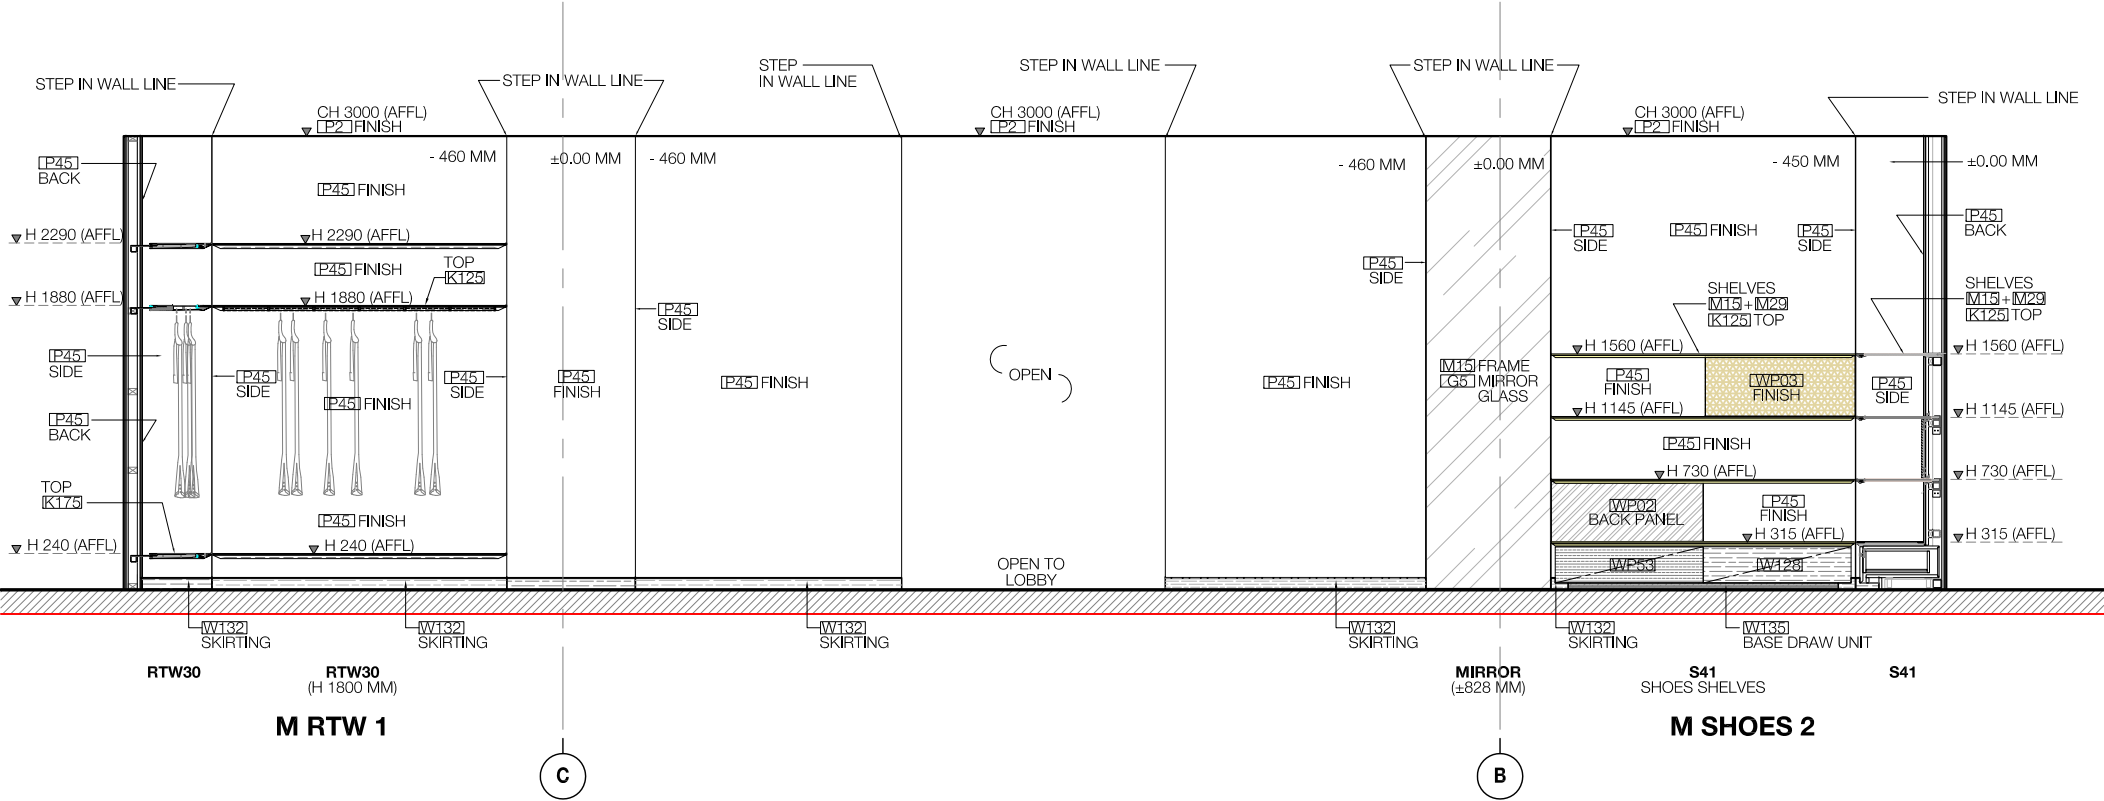 STEP IN WALL LINE
STEP IN WALL LINE
STEP
IN WALL LINE
STEP IN WALL LINE
STEP IN WALL LINE
STEP IN WALL LINE
CH 3000 (AFFL)
P2 FINISH
CH 3000 (AFFL)
P2 FINISH
CH 3000 (AFFL)
P2 FINISH
- 460 MM
±0.00 MM
- 460 MM
- 460 MM
±0.00 MM
- 450 MM
±0.00 MM
P45
BACK
P45 FINISH
H 2290 (AFFL)
H 2290 (AFFL)
P45 FINISH
TOP
K125
H 1880 (AFFL)
H 1880 (AFFL)
P45
SIDE
P45
SIDE
P45
SIDE
P45 FINISH
P45
SIDE
P45
FINISH
P45
SIDE
P45 FINISH
P45
BACK
TOP
K175
P45 FINISH
H 240 (AFFL)
H 240 (AFFL)
OPEN
OPEN TO
LOBBY
P45 FINISH
P45
SIDE
M15 FRAME
G5 MIRROR
GLASS
P45
SIDE
P45 FINISH
P45
SIDE
P45
BACK
SHELVES
M15 + M29
K125 TOP
SHELVES
M15 + M29
K125 TOP
H 1560 (AFFL)
H 1560 (AFFL)
P45
FINISH
WP03
FINISH
P45
SIDE
H 1145 (AFFL)
H 1145 (AFFL)
P45 FINISH
H 730 (AFFL)
H 730 (AFFL)
WP02
BACK PANEL
P45
FINISH
H 315 (AFFL)
H 315 (AFFL)
WP53
W128
W132
SKIRTING
W132
SKIRTING
W132
SKIRTING
W132
SKIRTING
W132
SKIRTING
W135
BASE DRAW UNIT
RTW30
RTW30
(H 1800 MM)
MIRROR
(±828 MM)
S41
SHOES SHELVES
S41
M RTW 1
M SHOES 2
C
B